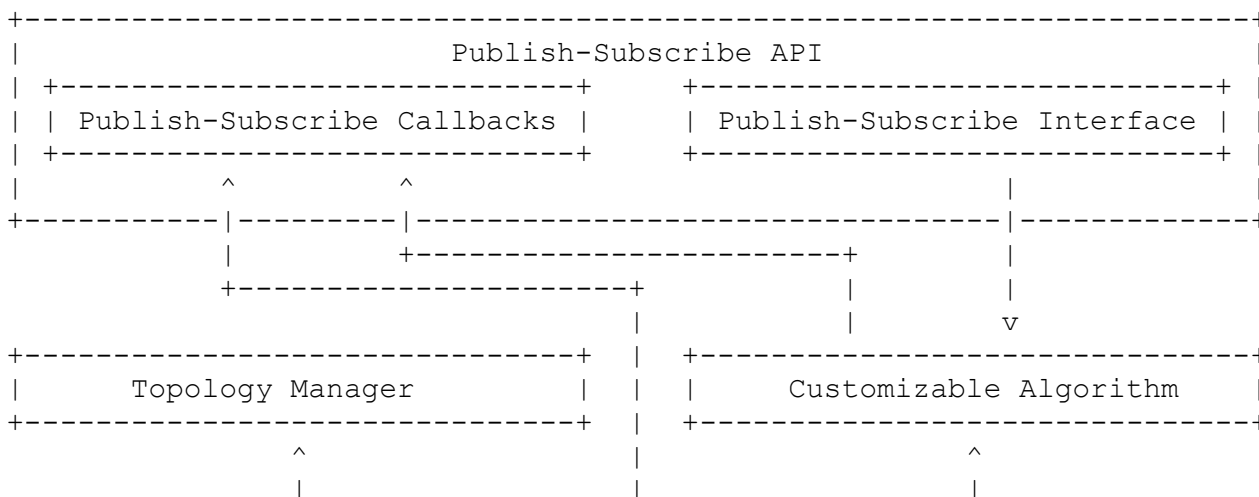 Publish-Subscribe API
Publish-Subscribe Callbacks
Publish-Subscribe Interface
Topology Manager
Customizable Algorithm